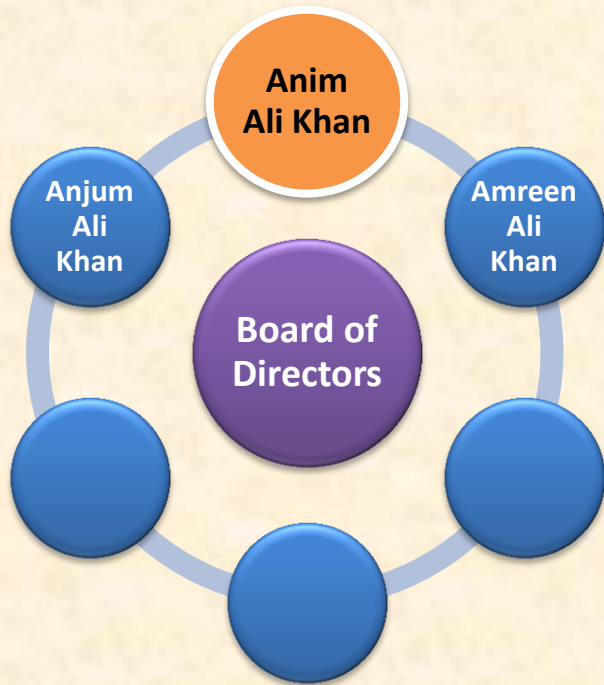 Anim
Ali Khan
Anjum
Ali
Khan
Amreen
Ali
Khan
Board of
Directors